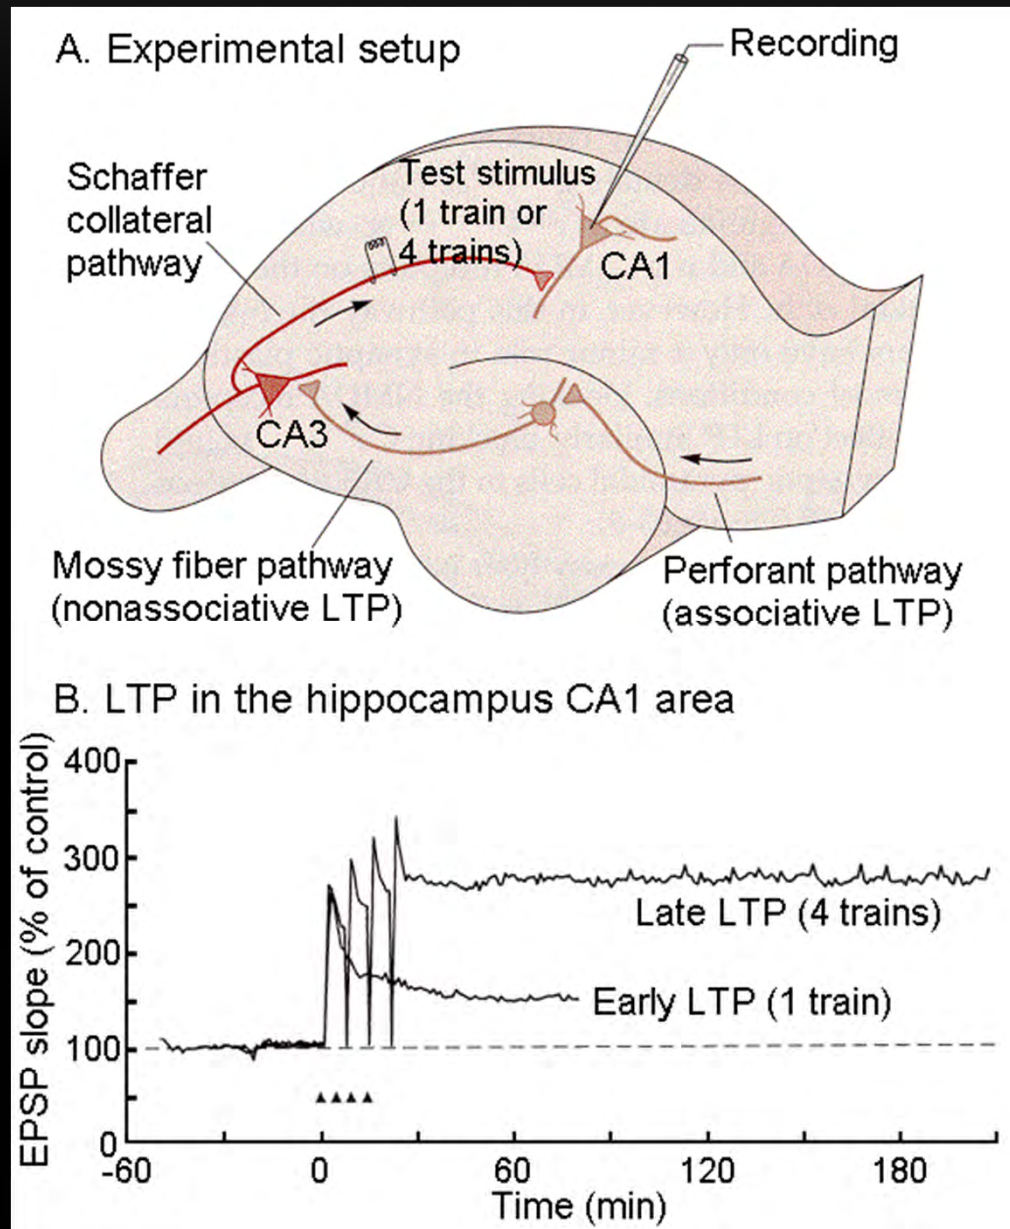 A. Experimental setup
Recording
Schaffer
collateral
pathway
Test stimulus
(1 train or
4 trains)
CA1
CA3
Mossy fiber pathway
(nonassociative LTP)
Perforant pathway
(associative LTP)
B. LTP in the hippocampus CA1 area
EPSP slope (% of control)
400
300
200
100
0
Late LTP (4 trains)
Early LTP (1 train)
-60
0
60
120
180
Time (min)